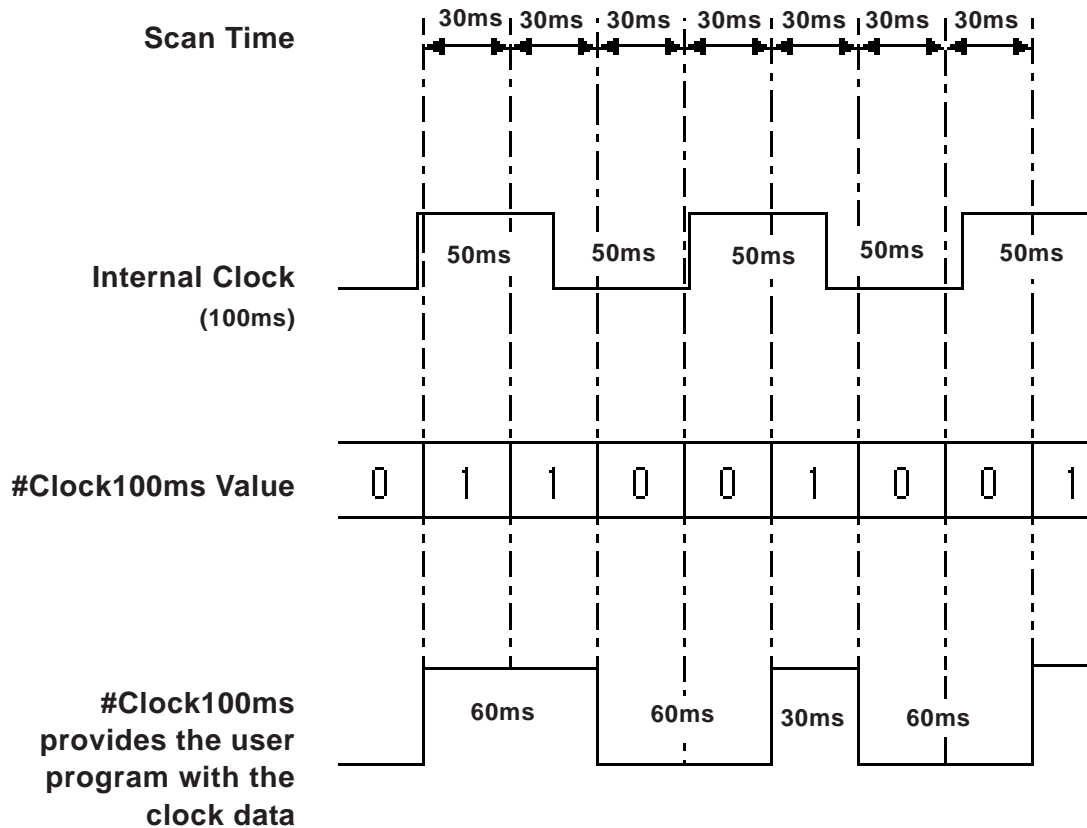 30ms 30ms 30ms 30ms 30ms 30ms 30ms
Scan Time
50ms 50ms 50ms 50ms 50ms
Internal Clock
(100ms)
#Clock100ms Value 0 1 1 0 0 1 0 0 1
#Clock100ms
provides the user
program with the
clock data
60ms 60ms 30ms 60ms